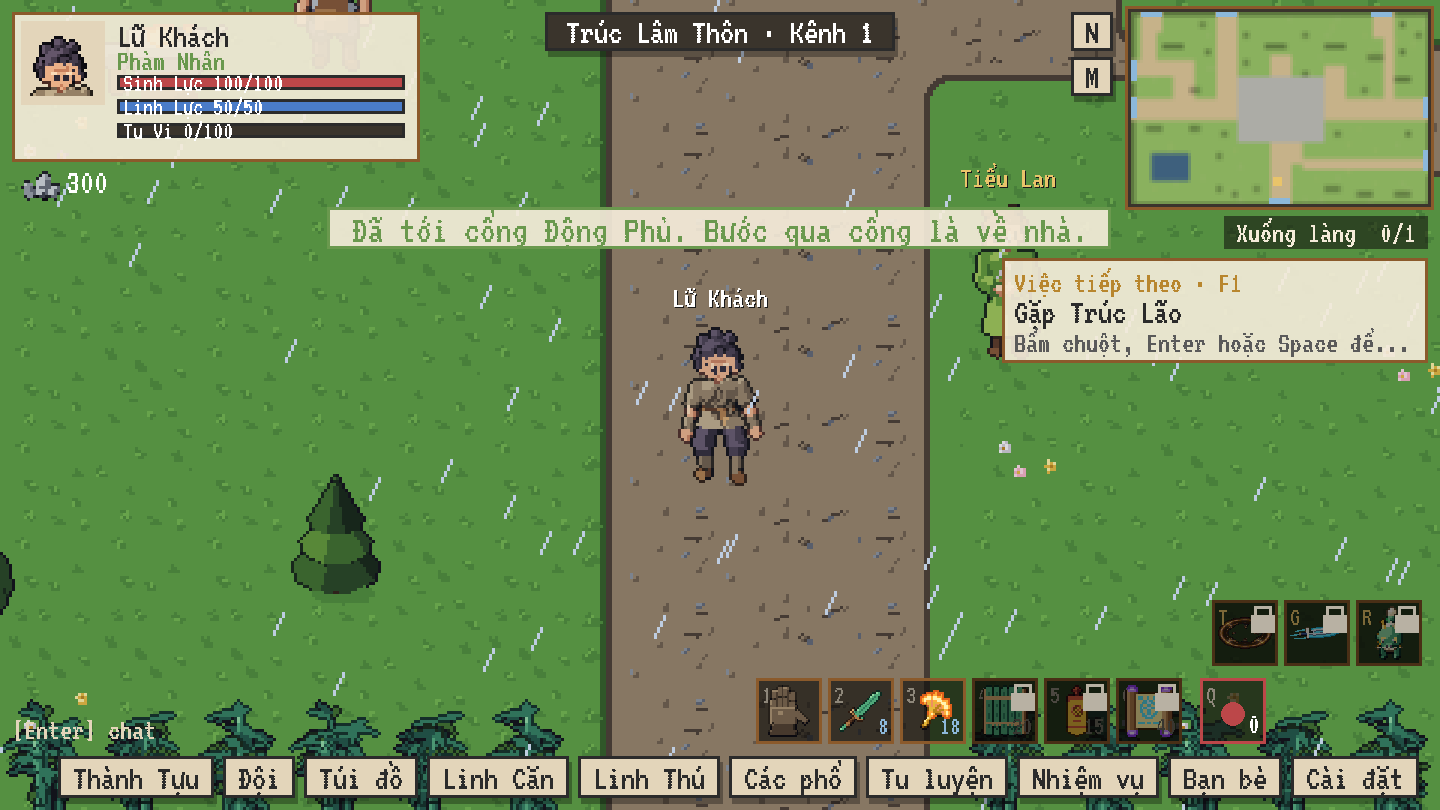 Lữ Khách
Phàm Nhân
Sinh Lực 100/100
Linh Lực 50/50
Tu Vi 0/100
300
Trúc Lâm Thôn · Kênh 1
N
M
Tiểu Lan
Đã tới cổng Động Phủ. Bước qua cổng là về nhà.
Xuống làng 0/1
Việc tiếp theo · F1
Gặp Trúc Lão
Bấm chuột, Enter hoặc Space để...
Lữ Khách
T
G
R
1
2
8
3
18
5
15
Q
0
[Enter] chat
Thành Tựu
Đội
Túi đồ
Linh Căn
Linh Thú
Các phổ
Tu luyện
Nhiệm vụ
Bạn bè
Cài đặt